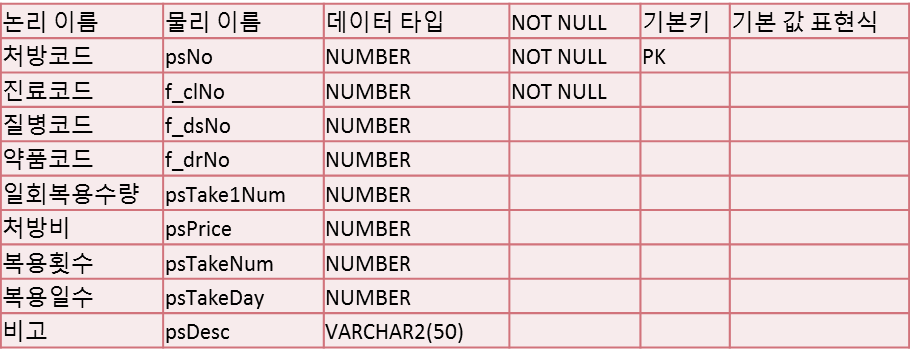 논리 이름 물리 이름 데이터 타입 NOT NULL 기본키 기본 값 표현식
처방코드 psNo NUMBER NOT NULL PK
진료코드 f_clNo NUMBER NOT NULL
질병코드 f_dsNo NUMBER
약품코드 f_drNo NUMBER
일회복용수량 psTake1Num NUMBER
처방비 psPrice NUMBER
복용횟수 psTakeNum NUMBER
복용일수 psTakeDay NUMBER
비고 psDesc VARCHAR2(50)